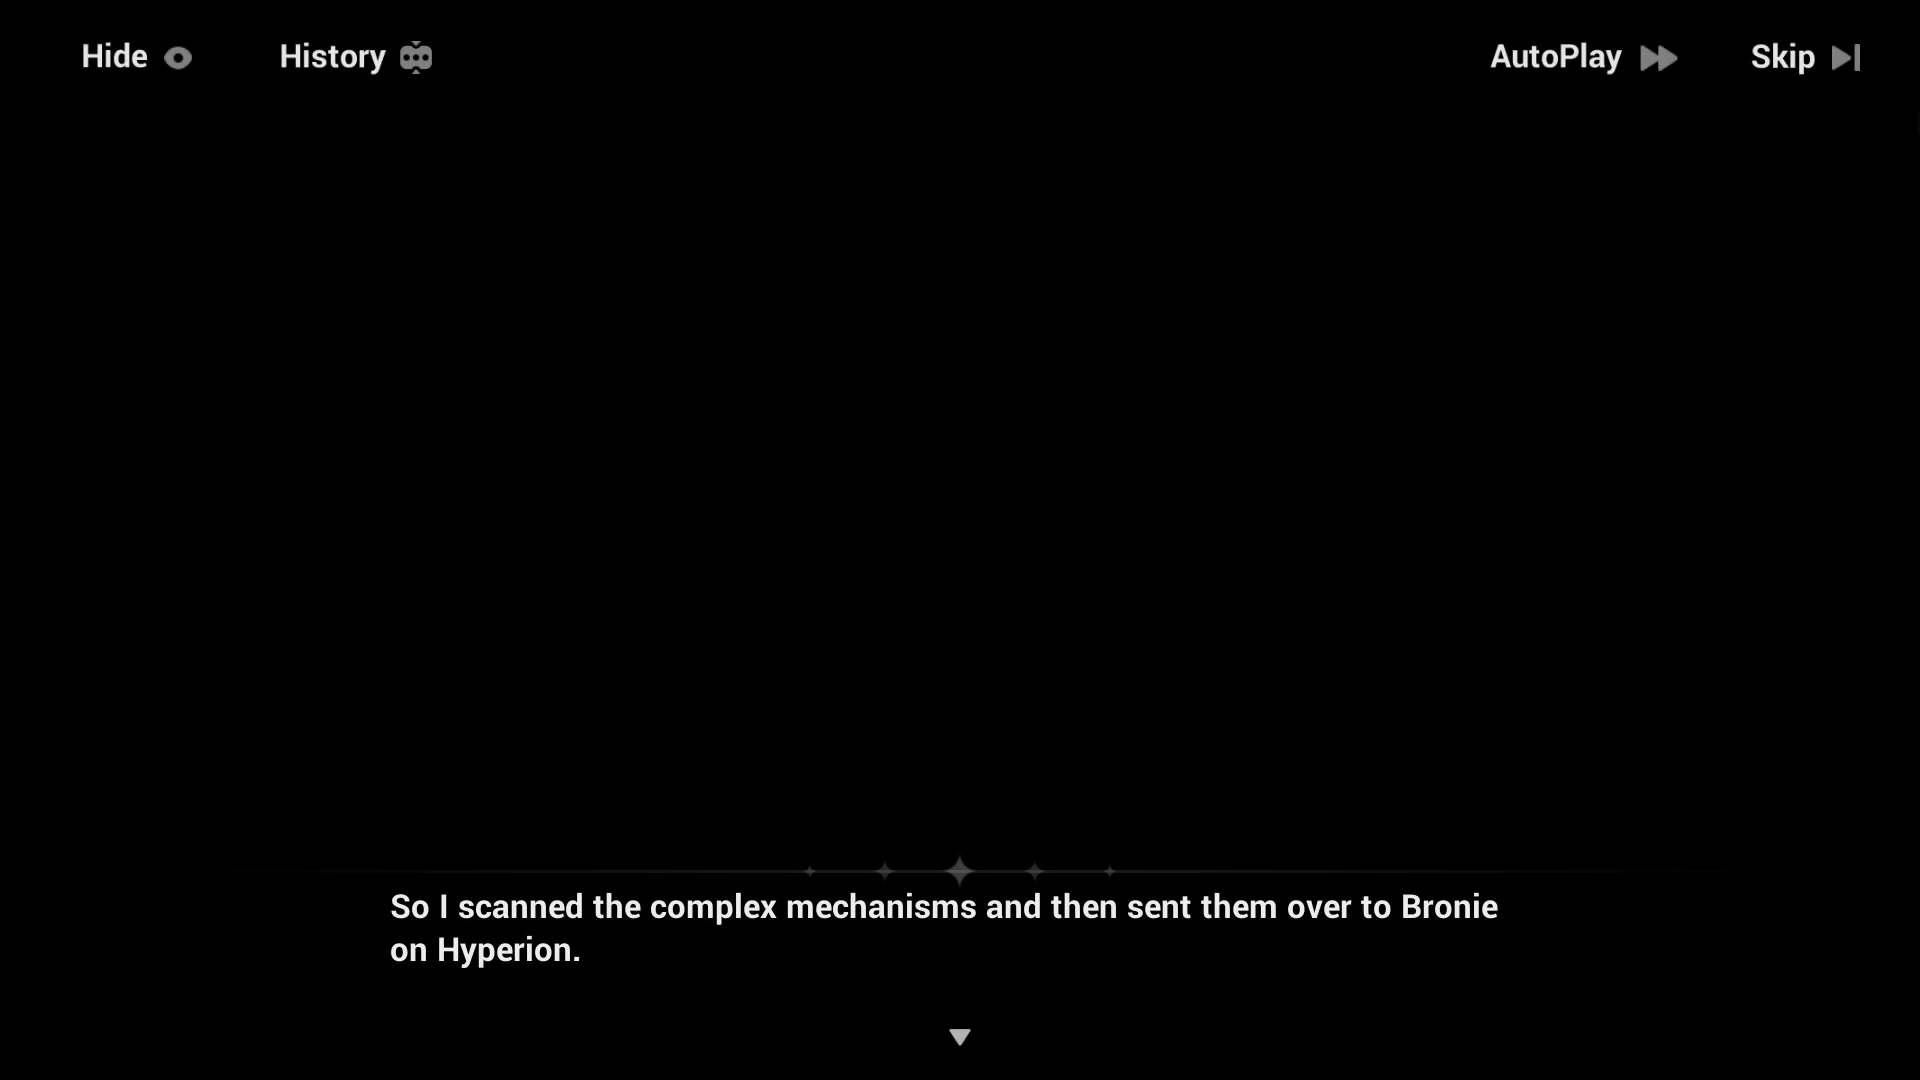 Hide
History
AutoPlay
Skip
So I scanned the complex mechanisms and then sent them over to Bronie
on Hyperion.